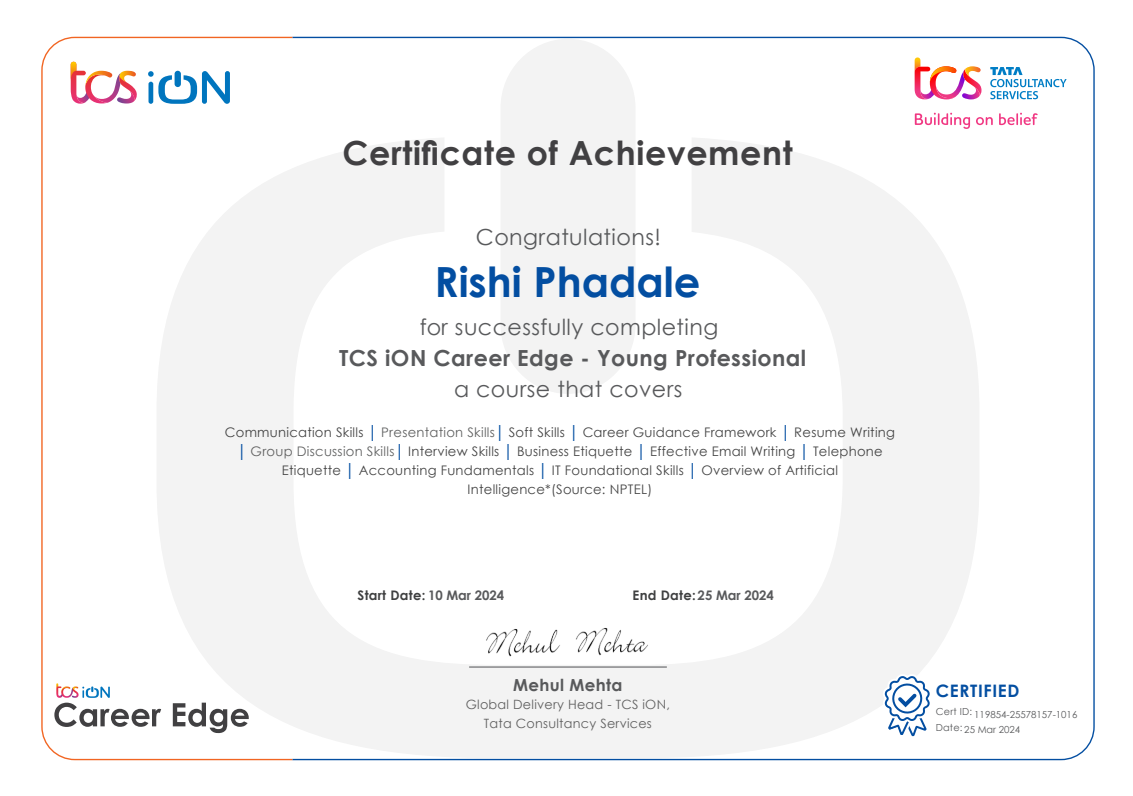 tcs iON
tcs TATA
CONSULTANCY
SERVICES
Building on belief
Certificate of Achievement
Congratulations!
Rishi Phadale
for successfully completing
TCS iON Career Edge - Young Professional
a course that covers
Communication Skills | Presentation Skills | Soft Skills | Career Guidance Framework | Resume Writing
| Group Discussion Skills | Interview Skills | Business Etiquette | Effective Email Writing | Telephone
Etiquette | Accounting Fundamentals | IT Foundational Skills | Overview of Artificial
Intelligence*(Source: NPTEL)
Start Date: 10 Mar 2024 End Date: 25 Mar 2024
Mehul Mehta
Mehul Mehta
Global Delivery Head - TCS iON,
Tata Consultancy Services
tcs iON
Career Edge
CERTIFIED
Cert ID: 119854-25578157-1016
Date: 25 Mar 2024